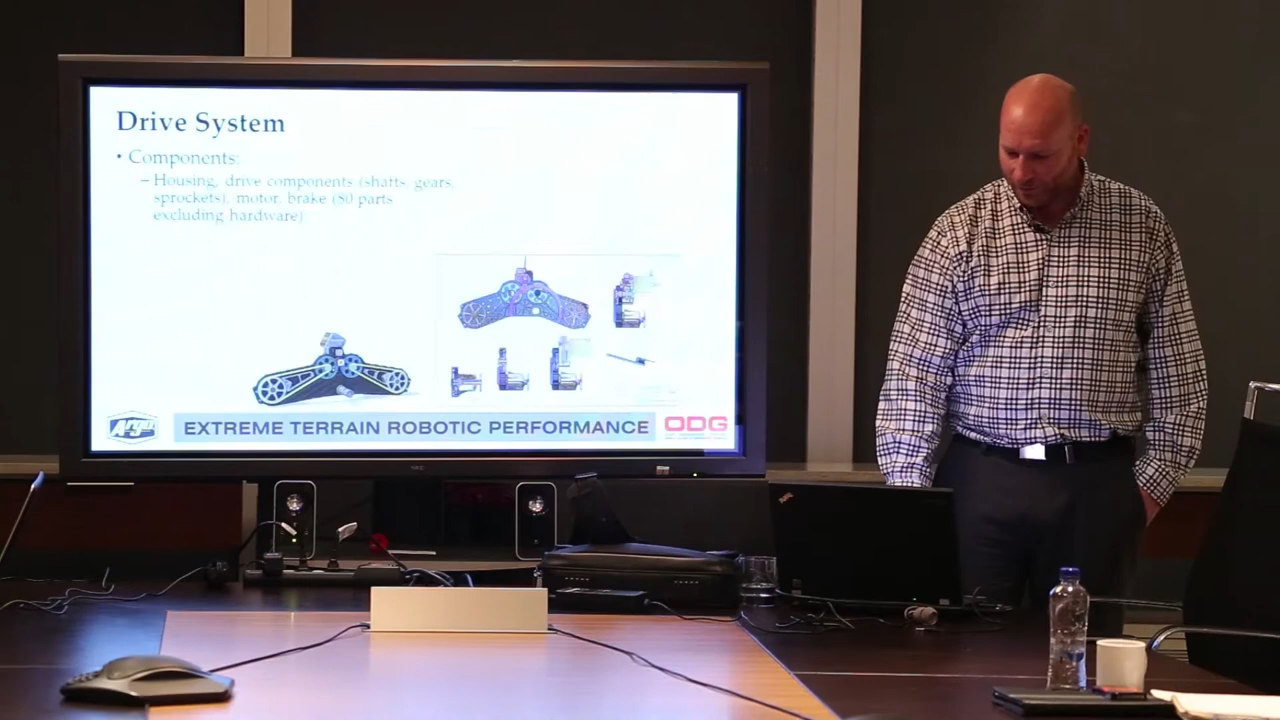 Drive System
• Components:
– Housing, drive components (shafts, gears,
sprockets), motor, brake (80 parts
excluding hardware)
Argo
EXTREME TERRAIN ROBOTIC PERFORMANCE
ODG
NEC